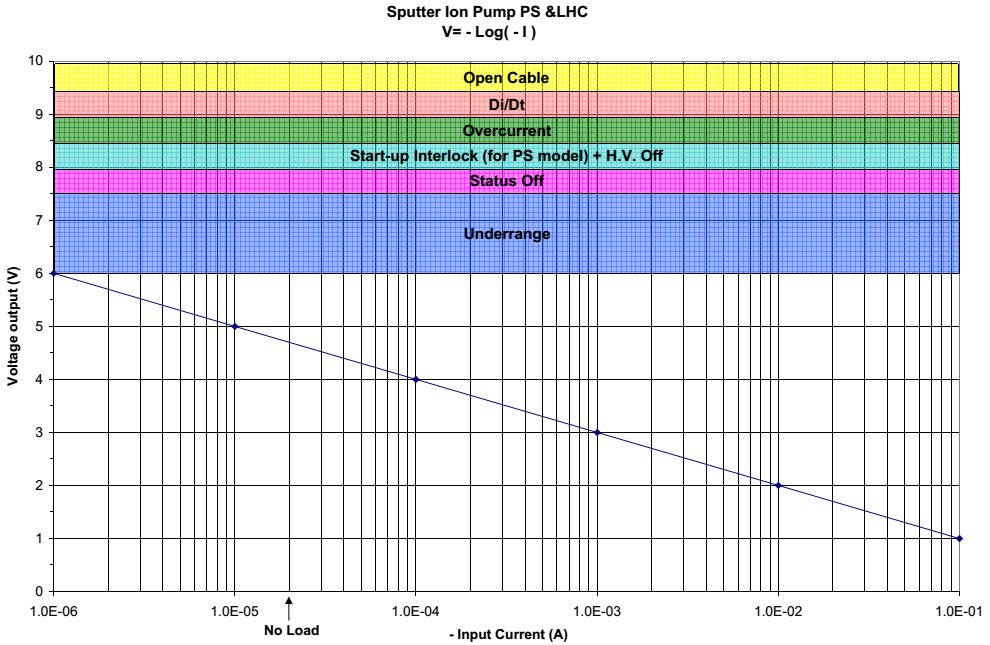 Sputter Ion Pump PS &LHC
V= - Log( - I )
10
Open Cable
Di/Dt
9
Overcurrent
Start-up Interlock (for PS model) + H.V. Off
8
Status Off
7
Underrange
6
5
4
3
2
1
0
Voltage output (V)
1.0E-06
1.0E-05
1.0E-04
1.0E-03
1.0E-02
1.0E-01
No Load
- Input Current (A)